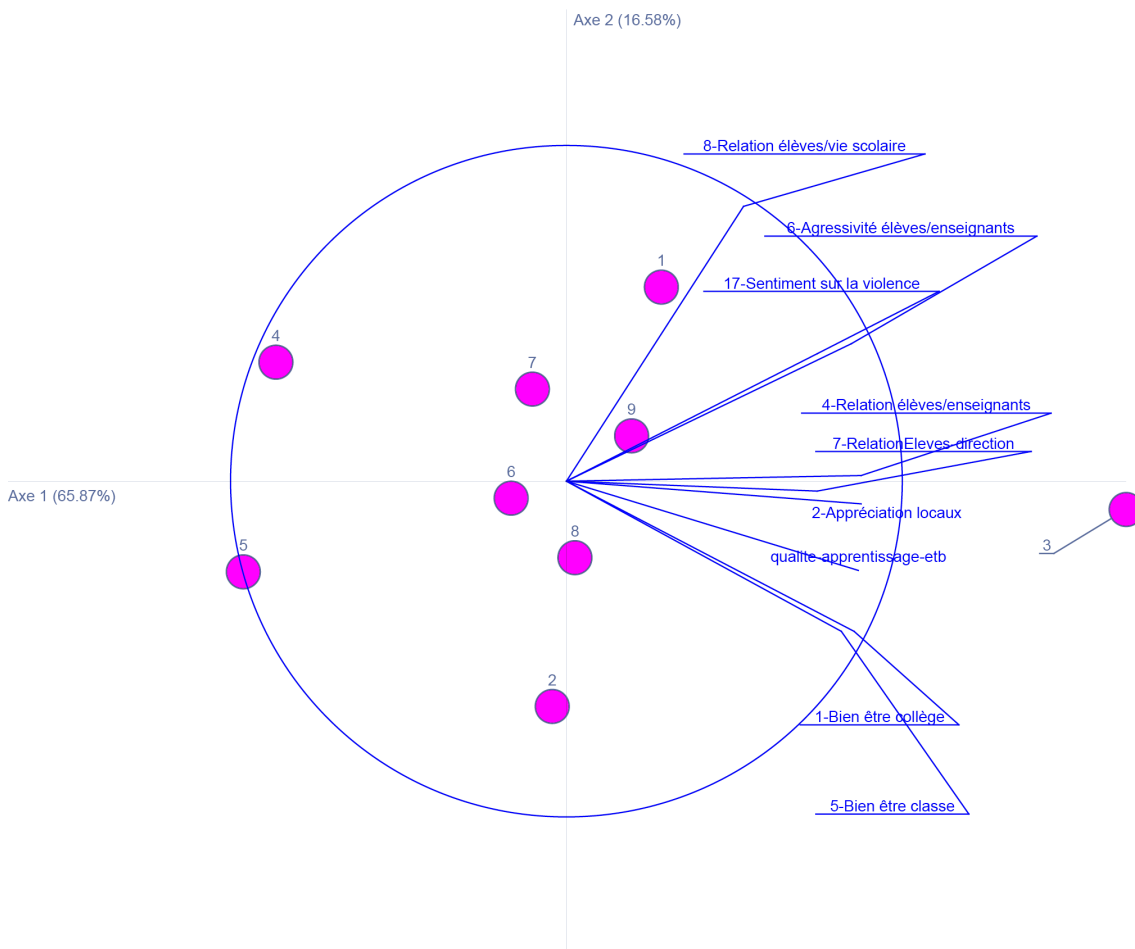 Axe 2 (16.58%)
8-Relation élèves/vie scolaire
6-Agressivité élèves/enseignants
1
17-Sentiment sur la violence
4
7
9
4-Relation élèves/enseignants
7-RelationEleves direction
6
Axe 1 (65.87%)
2-Appréciation locaux
8
5
3
qualite-apprentissage-etb
2
1-Bien être collège
5-Bien être classe